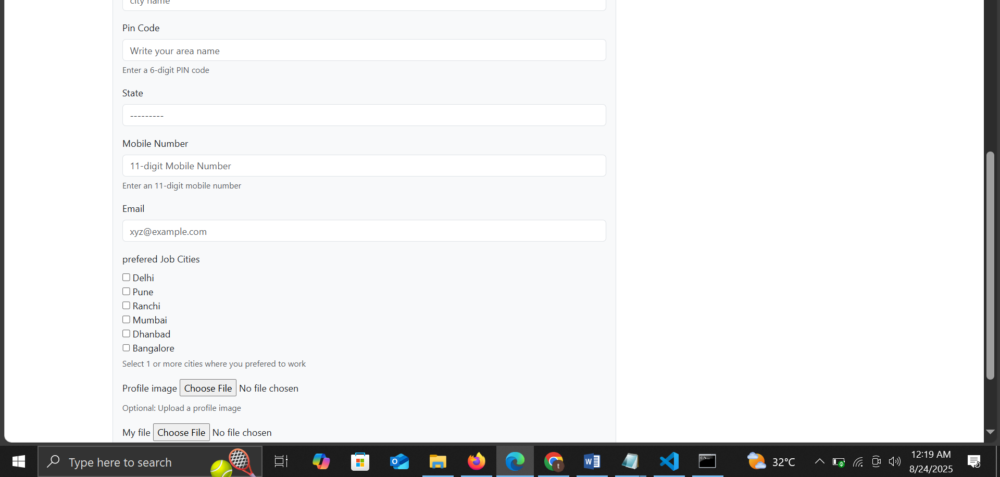 city name
Pin Code
Write your area name
Enter a 6-digit PIN code
State
---------
Mobile Number
11-digit Mobile Number
Enter an 11-digit mobile number
Email
xyz@example.com
prefered Job Cities
Delhi
Pune
Ranchi
Mumbai
Dhanbad
Bangalore
Select 1 or more cities where you prefered to work
Profile image Choose File No file chosen
Optional: Upload a profile image
My file Choose File No file chosen
Type here to search
32°C
12:19 AM
8/24/2025